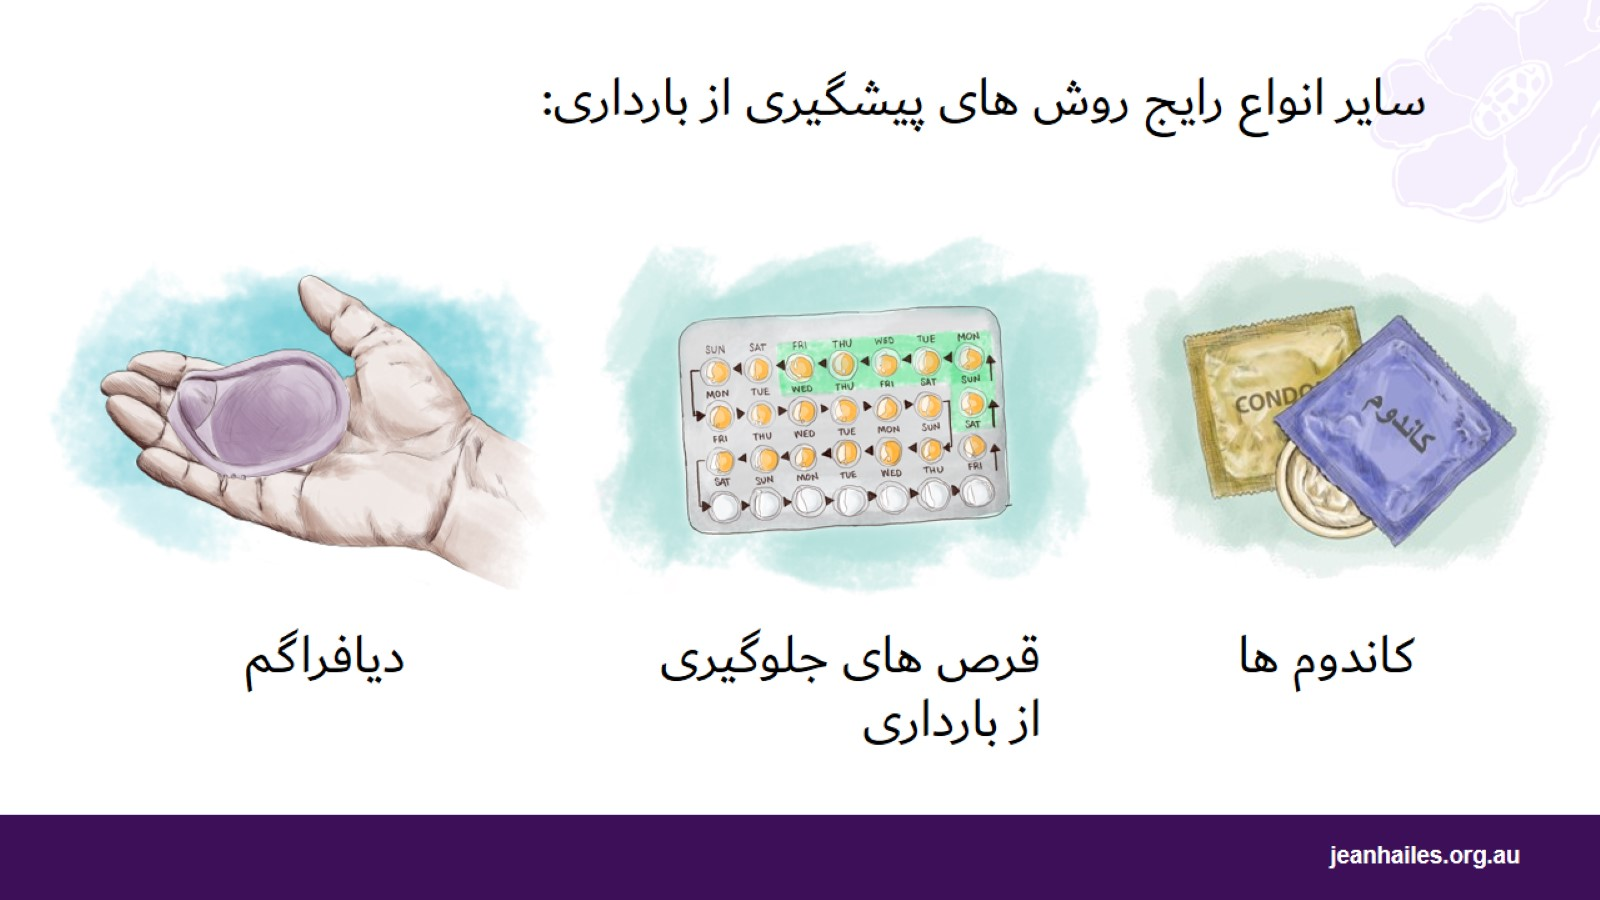 سایر انواع رایج روش های پیشگیری از بارداری:
CONDO
کاندوم
SUN SAT FRI THU WED TUE MON
MON TUE WED THU FRI SAT SUN
FRI THU WED TUE MON SUN SAT
SAT SUN MON TUE WED THU FRI
کاندوم ها
قرص های جلوگیری
از بارداری
دیافراگم
jeanhailes.org.au